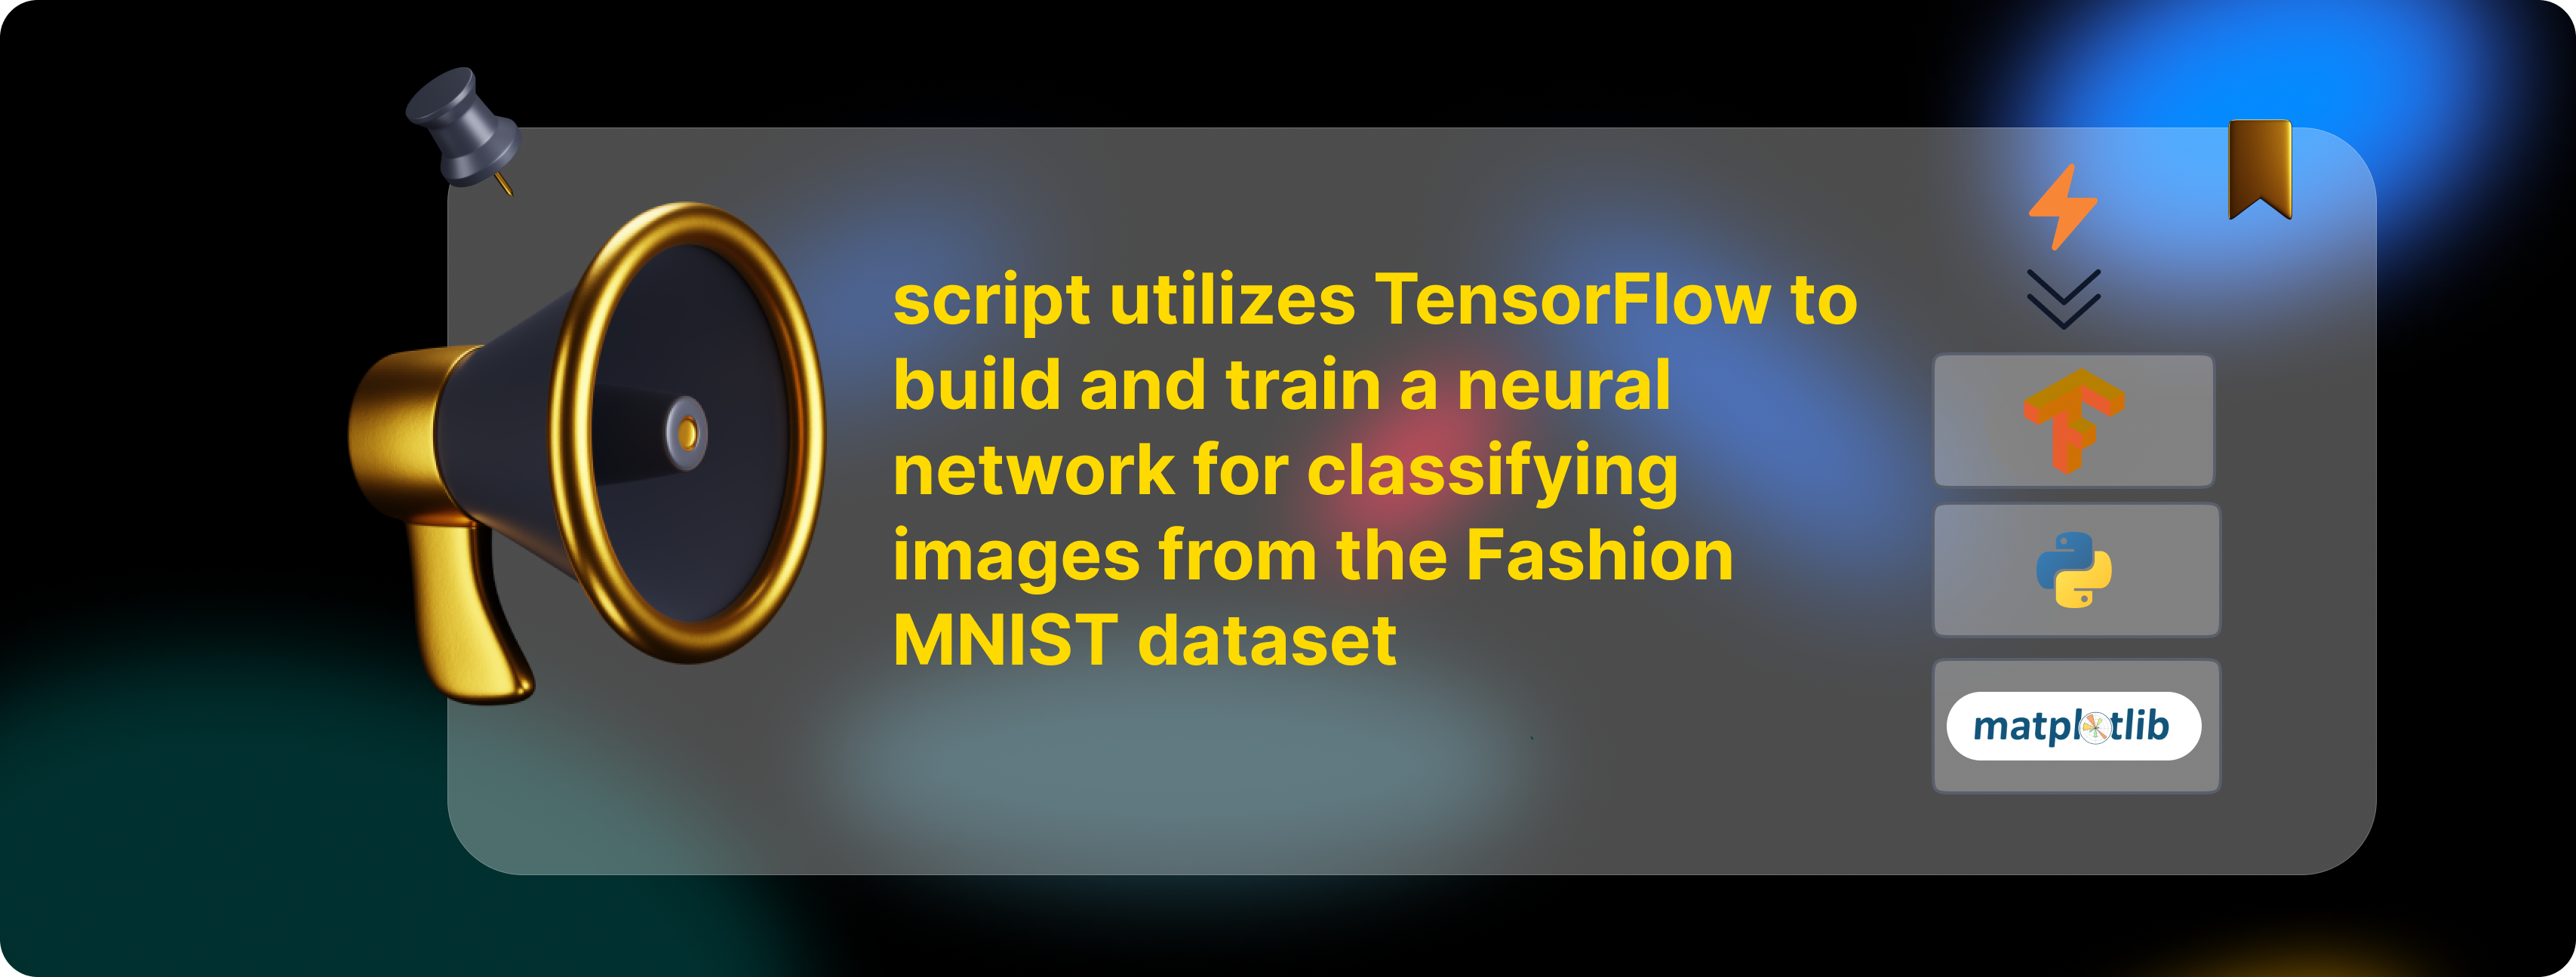 script utilizes TensorFlow to
build and train a neural
network for classifying
images from the Fashion
MNIST dataset
matplotlib